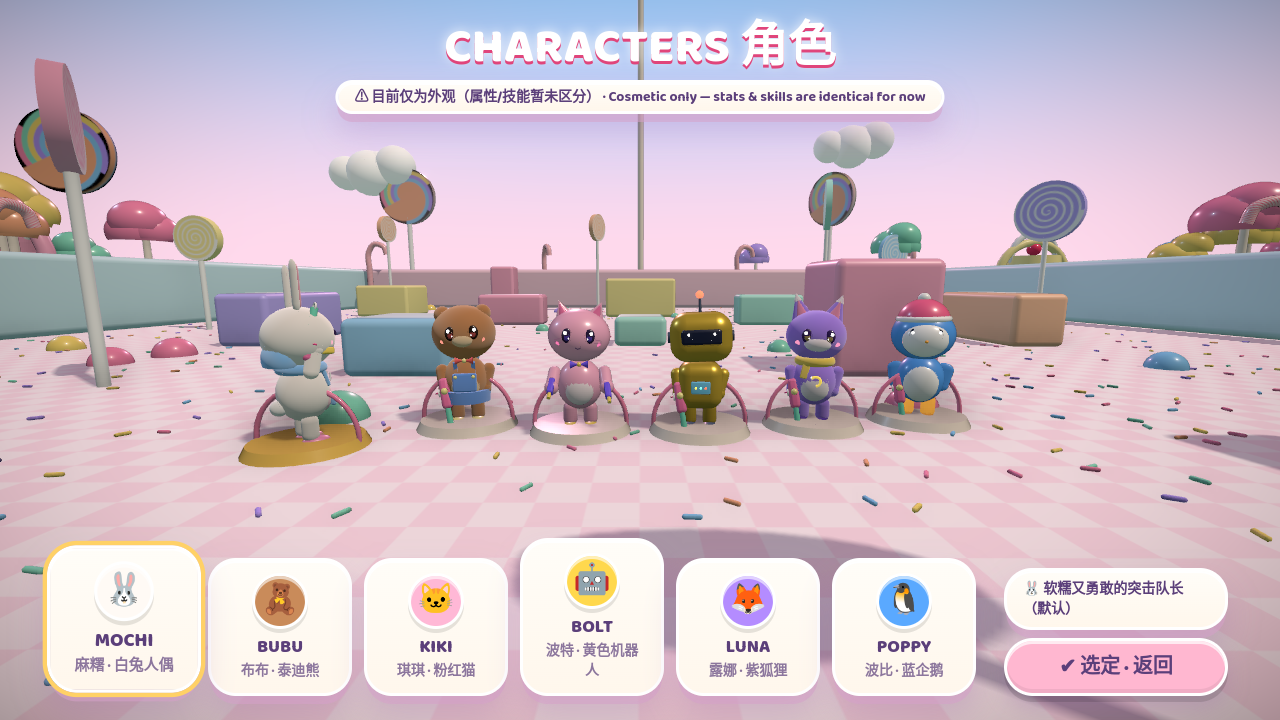 CHARACTERS 角色
⚠ 目前仅为外观（属性/技能暂未区分） · Cosmetic only — stats & skills are identical for now
MOCHI
麻糬 · 白兔人偶
BUBU
布布 · 泰迪熊
KIKI
琪琪 · 粉红猫
BOLT
波特 · 黄色机器
人
LUNA
露娜 · 紫狐狸
POPPY
波比 · 蓝企鹅
🐰 软糯又勇敢的突击队长
（默认）
✔ 选定 · 返回